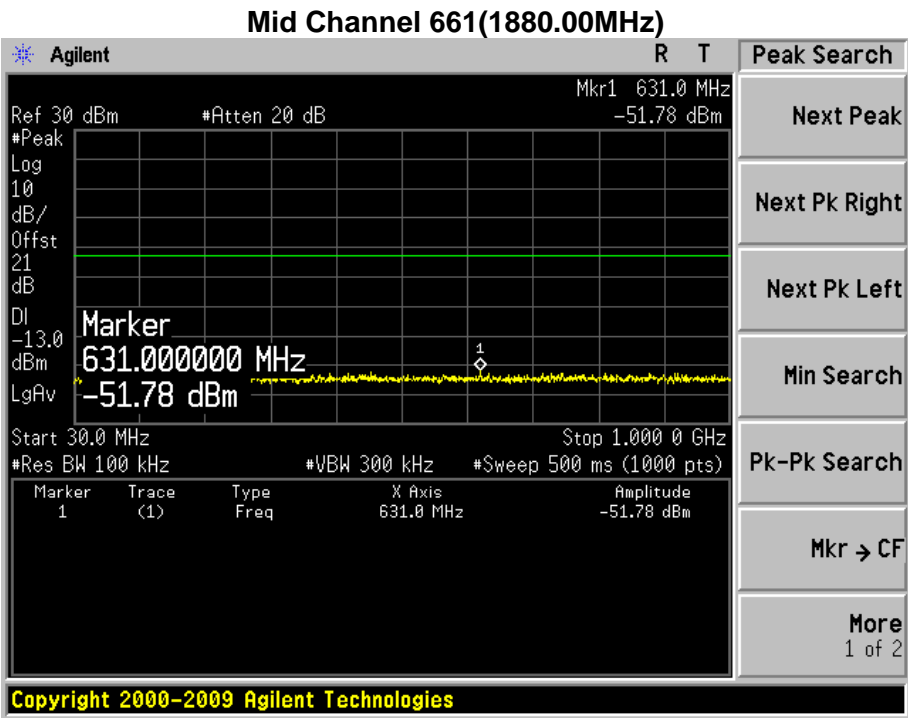 Mid Channel 661(1880.00MHz)
Agilent R T Peak Search
Mkr1 631.0 MHz
Ref 30 dBm #Atten 20 dB -51.78 dBm
#Peak
Log
10
dB/
Offst
21
dB
DI
-13.0
dBm
LgAv
Marker
631.000000 MHz
-51.78 dBm
1
Start 30.0 MHz Stop 1.000 0 GHz
#Res BW 100 kHz #VBW 300 kHz #Sweep 500 ms (1000 pts)
Marker Trace Type X Axis Amplitude
1 (1) Freq 631.0 MHz -51.78 dBm
Next Peak
Next Pk Right
Next Pk Left
Min Search
Pk-Pk Search
Mkr → CF
More
1 of 2
Copyright 2000-2009 Agilent Technologies